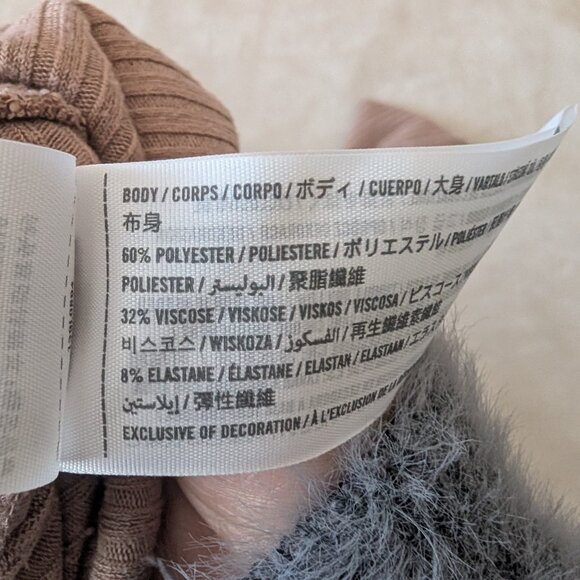 BODY / CORPS / CORPO / ボディ / CUERPO / 大身 / VARTALO /
布身
60% POLYESTER / POLIESTERE / ポリエステル / POLIÉSTER /
POLIESTER / البوليستر / 聚脂纖維
32% VISCOSE / VISKOSE / VISKOS / VISCOSA / ビスコース
비스코스 / WISKOZA / الفسكوز / 再生纖維素纖維
8% ELASTANE / ÉLASTANE / ELASTAN / ELASTAAN /
إيلاستين / 彈性纖維
EXCLUSIVE OF DECORATION / À L'EXCLUSION DE LA